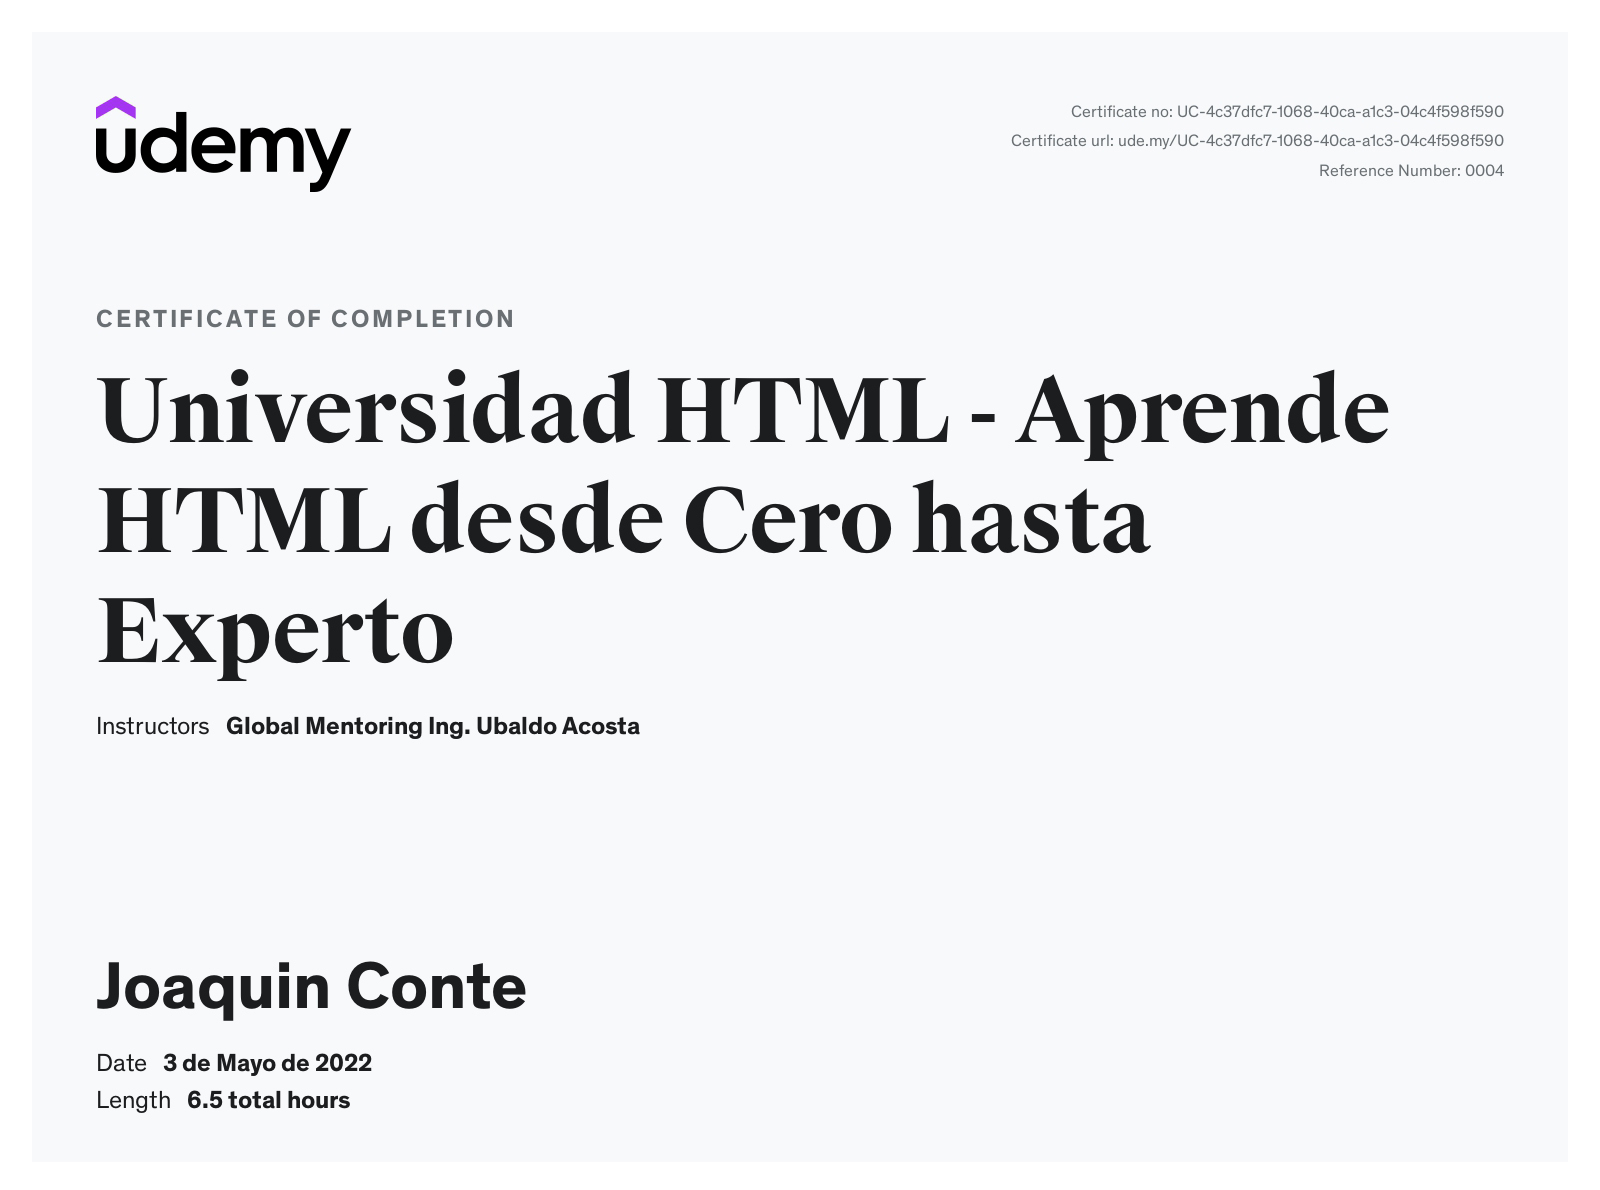 udemy
Certificate no: UC-4c37dfc7-1068-40ca-a1c3-04c4f598f590
Certificate url: ude.my/UC-4c37dfc7-1068-40ca-a1c3-04c4f598f590
Reference Number: 0004
CERTIFICATE OF COMPLETION
Universidad HTML - Aprende
HTML desde Cero hasta
Experto
Instructors Global Mentoring Ing. Ubaldo Acosta
Joaquin Conte
Date 3 de Mayo de 2022
Length 6.5 total hours